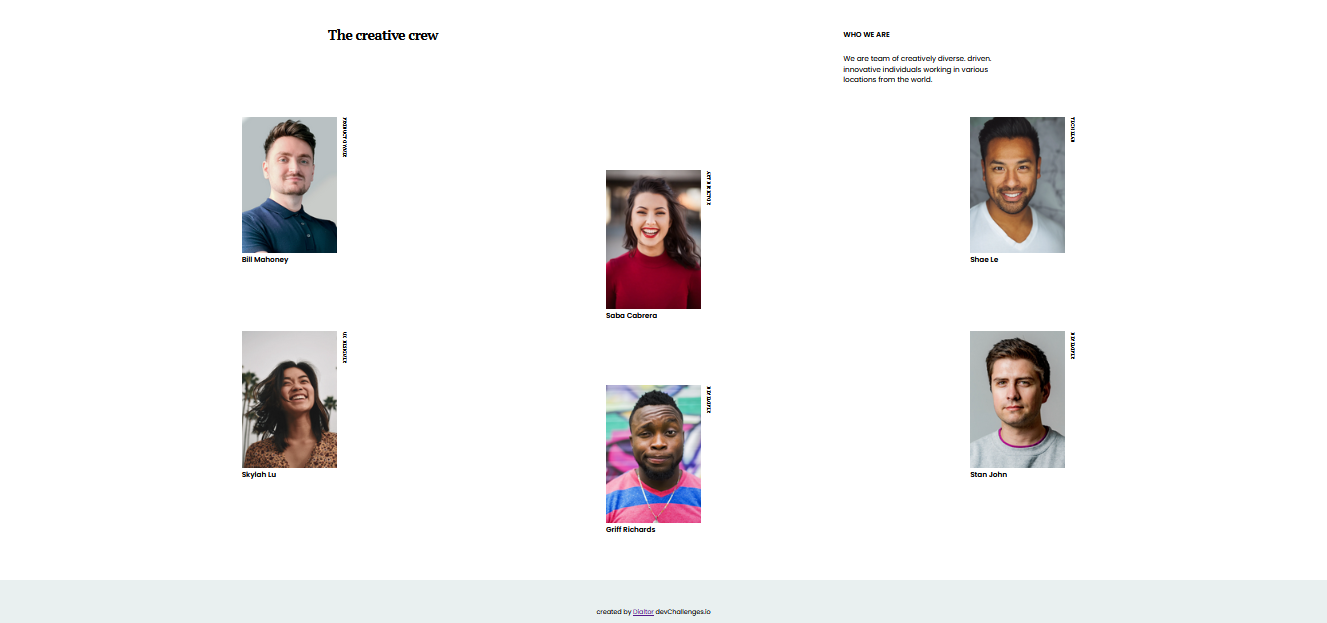 The creative crew
WHO WE ARE
We are team of creatively diverse. driven.
innovative individuals working in various
locations from the world.
PRODUCT OWNER
Bill Mahoney
ART DIRECTOR
Saba Cabrera
TECH LEAD
Shae Le
UX DESIGNER
Skylah Lu
DEVELOPER
Griff Richards
DEVELOPER
Stan John
created by Dialtor devChallenges.io